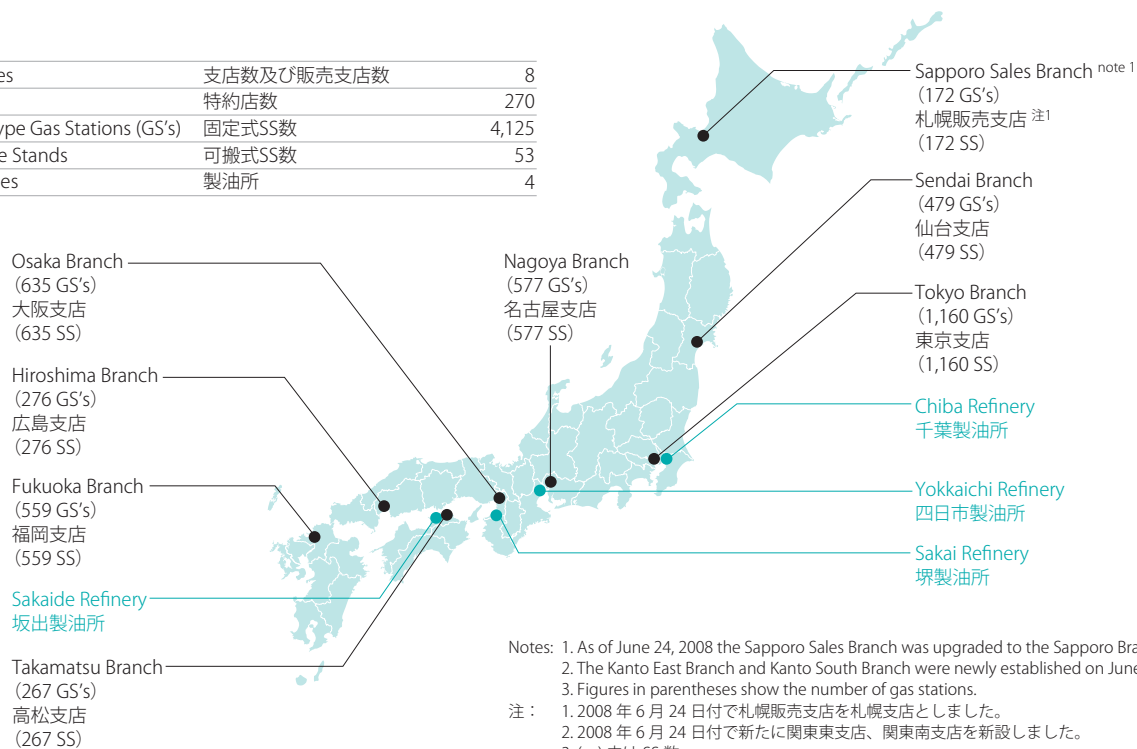 es 支店数及び販売支店数 8
特約店数 270
ype Gas Stations (GS's) 固定式SS数 4,125
e Stands 可搬式SS数 53
es 製油所 4
Sapporo Sales Branch note 1
(172 GS's)
札幌販売支店 注1
(172 SS)
Sendai Branch
(479 GS's)
仙台支店
(479 SS)
Osaka Branch
(635 GS's)
大阪支店
(635 SS)
Nagoya Branch
(577 GS's)
名古屋支店
(577 SS)
Tokyo Branch
(1,160 GS's)
東京支店
(1,160 SS)
Hiroshima Branch
(276 GS's)
広島支店
(276 SS)
Chiba Refinery
千葉製油所
Fukuoka Branch
(559 GS's)
福岡支店
(559 SS)
Yokkaichi Refinery
四日市製油所
Sakai Refinery
堺製油所
Sakaide Refinery
坂出製油所
Takamatsu Branch
(267 GS's)
高松支店
(267 SS)
Notes: 1. As of June 24, 2008 the Sapporo Sales Branch was upgraded to the Sapporo Bra
2. The Kanto East Branch and Kanto South Branch were newly established on June
3. Figures in parentheses show the number of gas stations.
注： 1. 2008 年 6 月 24 日付で札幌販売支店を札幌支店としました。
2. 2008 年 6 月 24 日付で新たに関東東支店、関東南支店を新設しました。